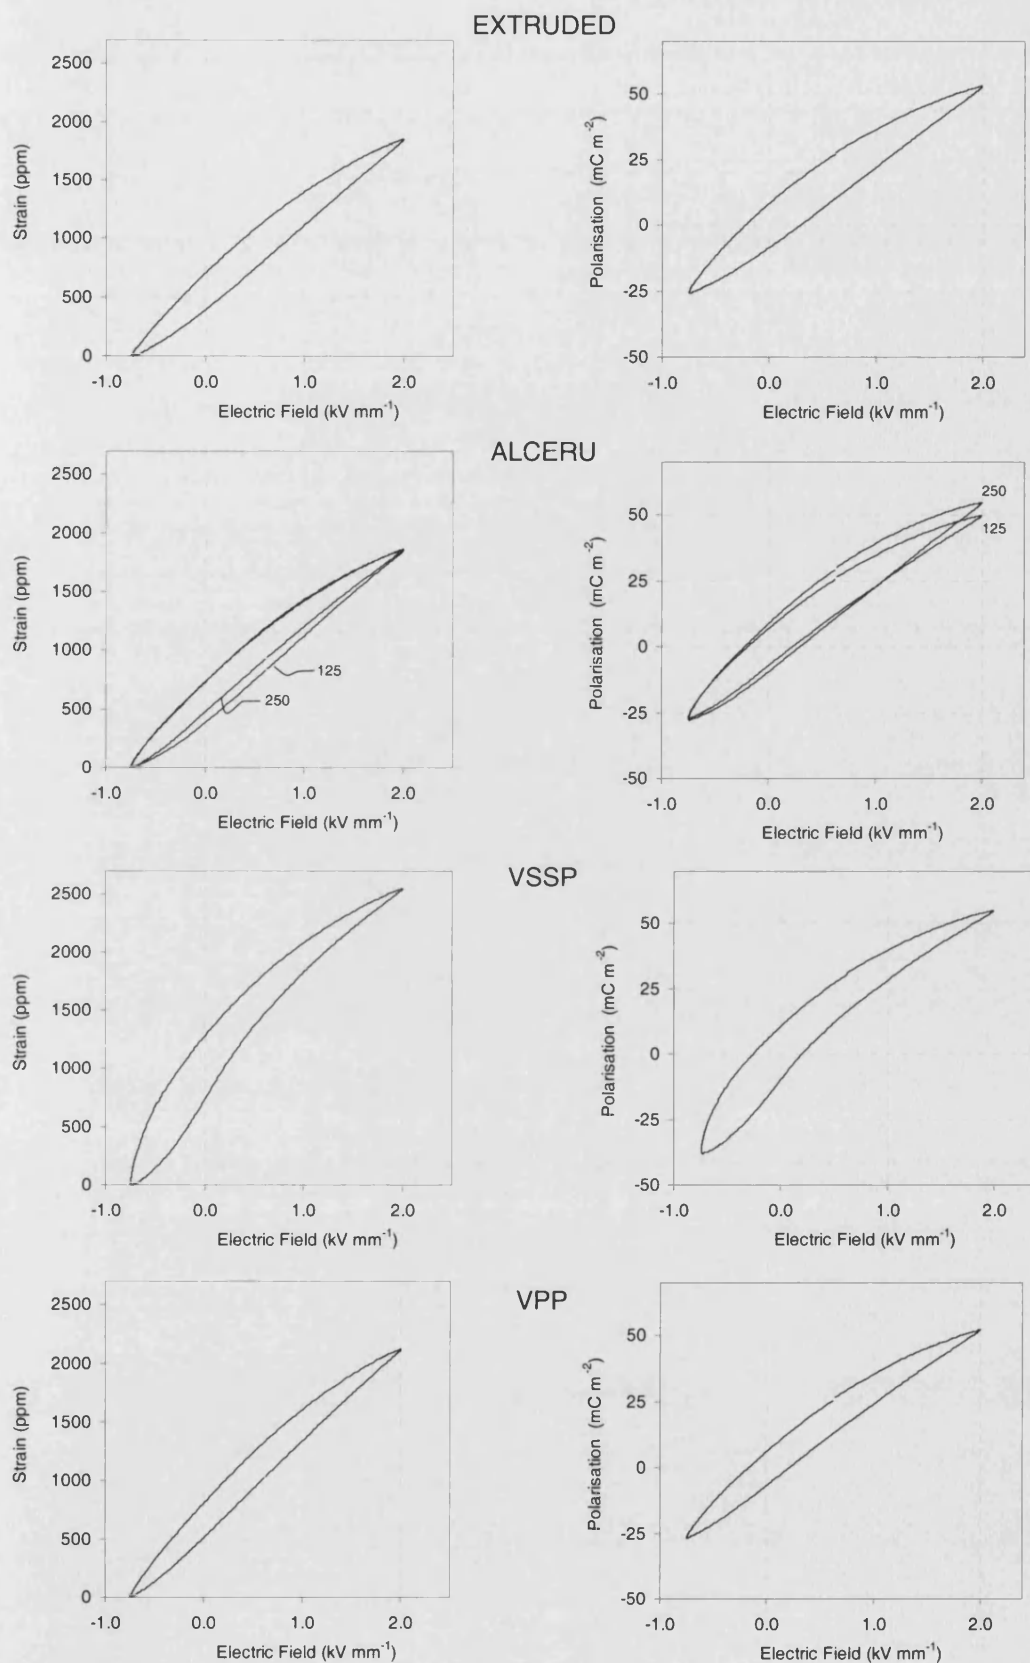 EXTRUDED
2500
2000
1500
1000
500
0
Strain (ppm)
-1.0 0.0 1.0 2.0
Electric Field (kV mm⁻¹)
50
25
0
-25
-50
Polarisation (mC m⁻²)
-1.0 0.0 1.0 2.0
Electric Field (kV mm⁻¹)
ALCERU
2500
2000
1500
1000
500
0
Strain (ppm)
125
250
-1.0 0.0 1.0 2.0
Electric Field (kV mm⁻¹)
50
25
0
-25
-50
Polarisation (mC m⁻²)
250
125
-1.0 0.0 1.0 2.0
Electric Field (kV mm⁻¹)
VSSP
2500
2000
1500
1000
500
0
Strain (ppm)
-1.0 0.0 1.0 2.0
Electric Field (kV mm⁻¹)
50
25
0
-25
-50
Polarisation (mC m⁻²)
-1.0 0.0 1.0 2.0
Electric Field (kV mm⁻¹)
VPP
2500
2000
1500
1000
500
0
Strain (ppm)
-1.0 0.0 1.0 2.0
Electric Field (kV mm⁻¹)
50
25
0
-25
-50
Polarisation (mC m⁻²)
-1.0 0.0 1.0 2.0
Electric Field (kV mm⁻¹)